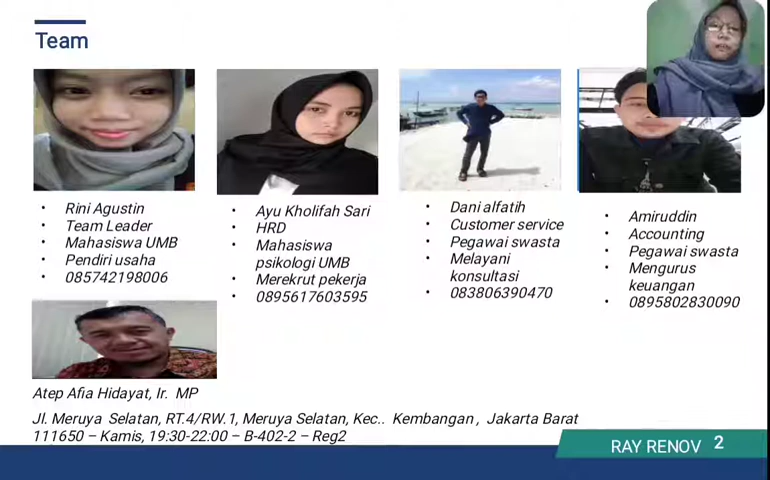 Team
Rini Agustin
Team Leader
Mahasiswa UMB
Pendiri usaha
085742198006
Ayu Kholifah Sari
HRD
Mahasiswa
psikologi UMB
Merekrut pekerja
0895617603595
Dani alfatih
Customer service
Pegawai swasta
Melayani
konsultasi
083806390470
Amiruddin
Accounting
Pegawai swasta
Mengurus
keuangan
0895802830090
Atep Afia Hidayat, Ir. MP
Jl. Meruya Selatan, RT.4/RW.1, Meruya Selatan, Kec.. Kembangan , Jakarta Barat
111650 – Kamis, 19:30-22:00 – B-402-2 – Reg2
RAY RENOV 2